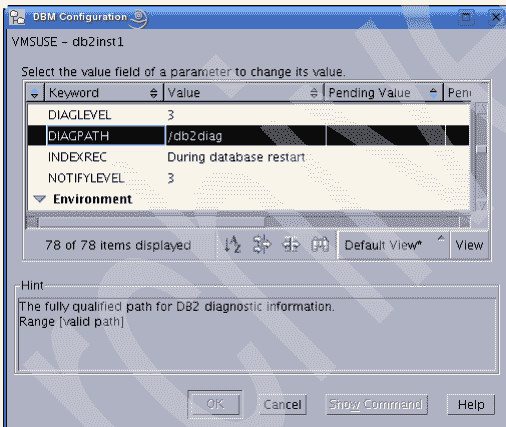 DBM Configuration
VMSUSE - db2inst1
Select the value field of a parameter to change its value.
Keyword Value Pending Value Pen
DIAGLEVEL 3
DIAGPATH /db2diag
INDEXREC During database restart
NOTIFYLEVEL 3
Environment
78 of 78 items displayed Default View* View
Hint
The fully qualified path for DB2 diagnostic information.
Range [valid path]
OK Cancel Show Command Help